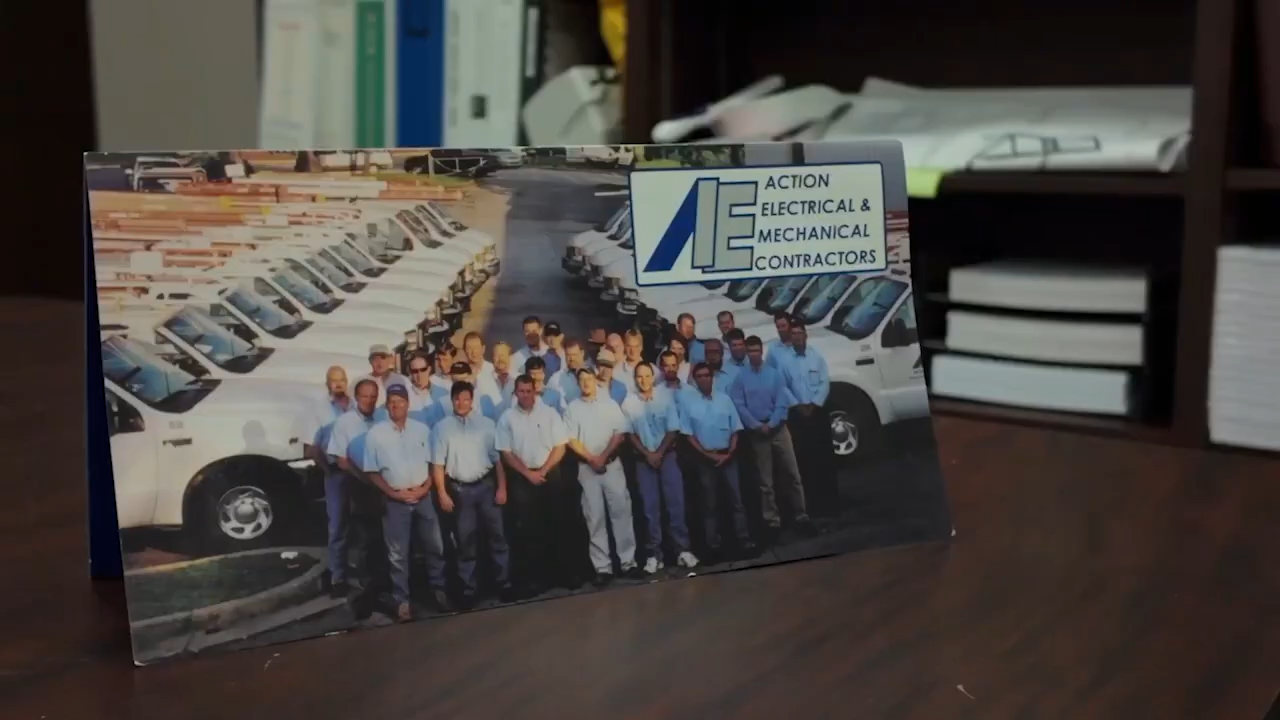 AE
ACTION
ELECTRICAL &
MECHANICAL
CONTRACTORS